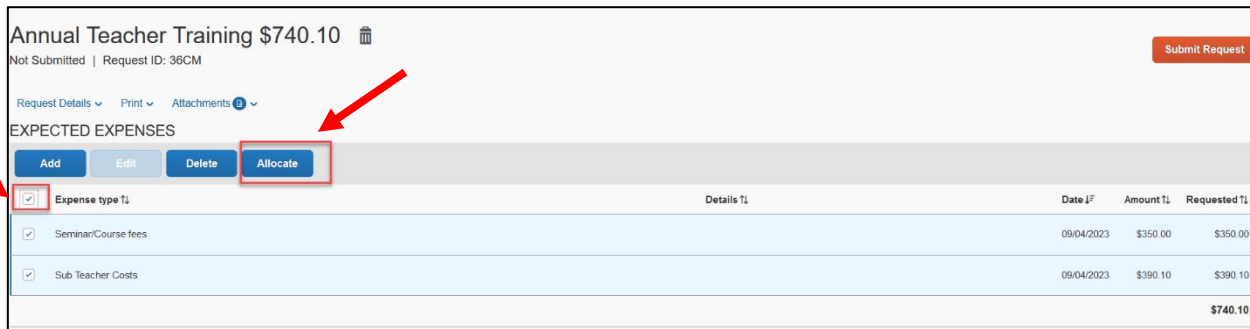 Annual Teacher Training $740.10
Submit Request
Not Submitted | Request ID: 36CM
Request Details Print Attachments
EXPECTED EXPENSES
Add Edit Delete Allocate
Expense type Details Date Amount Requested
Seminar/Course fees 09/04/2023 $350.00 $350.00
Sub Teacher Costs 09/04/2023 $390.10 $390.10
$740.10